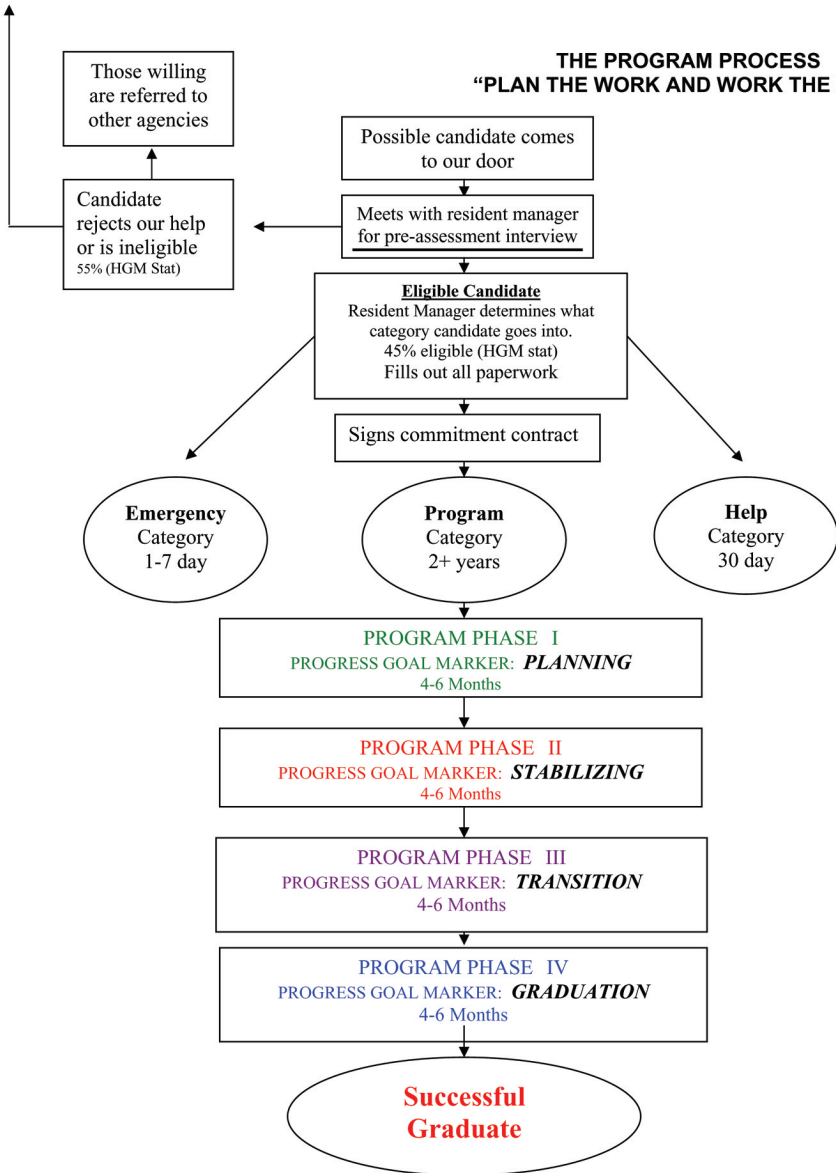 THE PROGRAM PROCESS
“PLAN THE WORK AND WORK THE
Those willing
are referred to
other agencies
Possible candidate comes
to our door
Candidate
rejects our help
or is ineligible
55% (HGM Stat)
Meets with resident manager
for pre-assessment interview
Eligible Candidate
Resident Manager determines what
category candidate goes into.
45% eligible (HGM stat)
Fills out all paperwork
Signs commitment contract
Emergency
Category
1-7 day
Program
Category
2+ years
Help
Category
30 day
PROGRAM PHASE I
PROGRESS GOAL MARKER: PLANNING
4-6 Months
PROGRAM PHASE II
PROGRESS GOAL MARKER: STABILIZING
4-6 Months
PROGRAM PHASE III
PROGRESS GOAL MARKER: TRANSITION
4-6 Months
PROGRAM PHASE IV
PROGRESS GOAL MARKER: GRADUATION
4-6 Months
Successful
Graduate